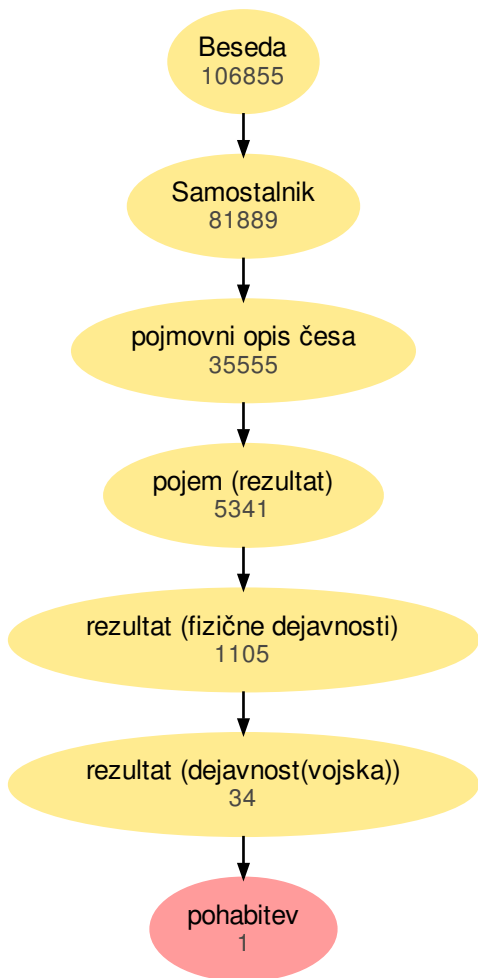 Beseda
106855
Samostalnik
81889
pojmovni opis česa
35555
pojem (rezultat)
5341
rezultat (fizične dejavnosti)
1105
rezultat (dejavnost(vojska))
34
pohabitev
1